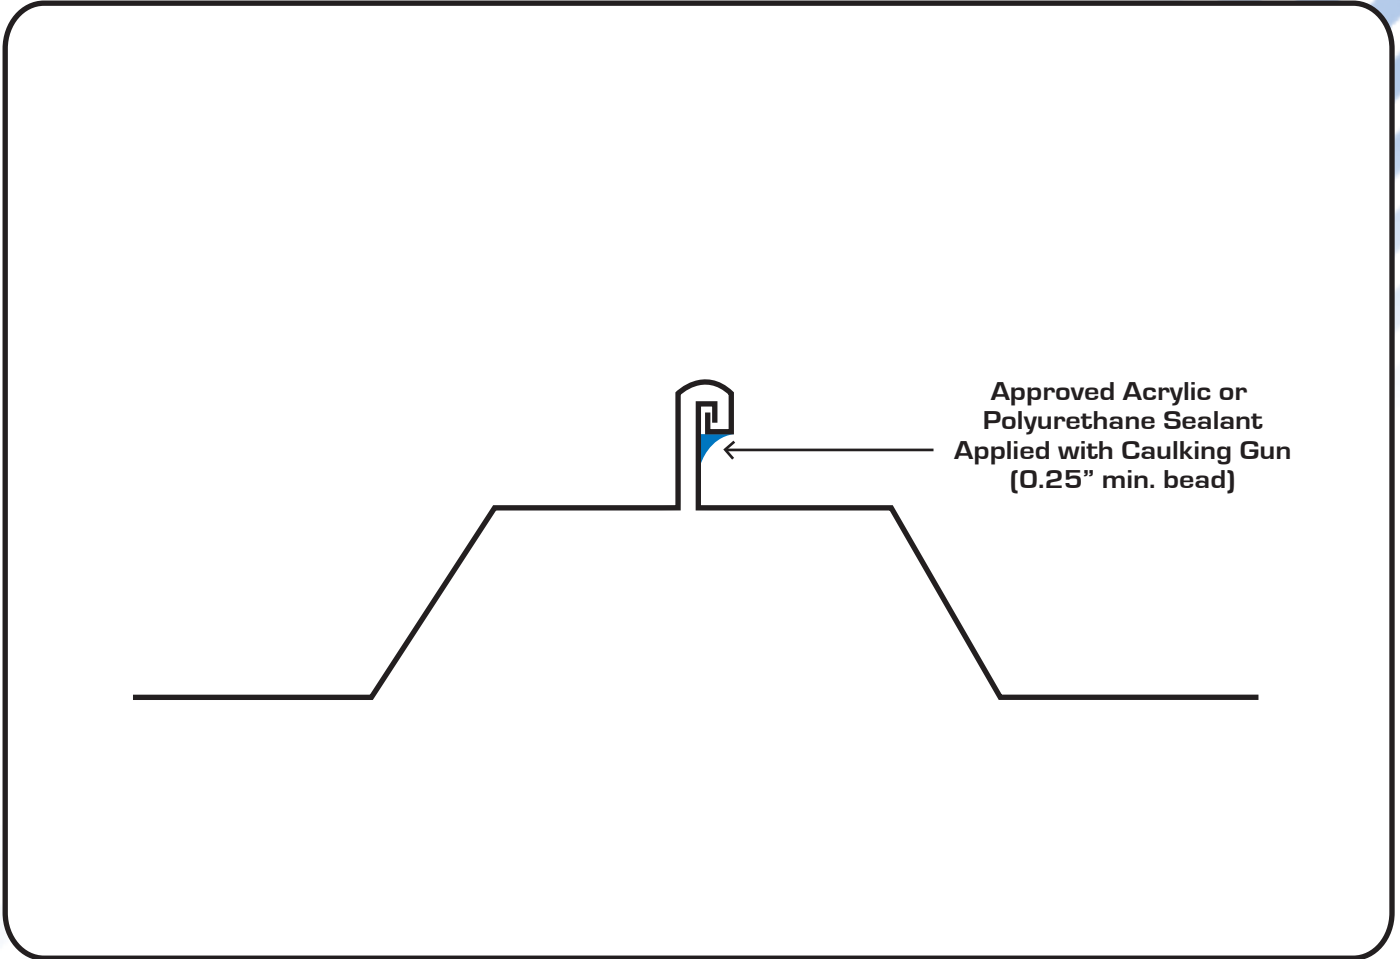 Approved Acrylic or
Polyurethane Sealant
Applied with Caulking Gun
(0.25” min. bead)